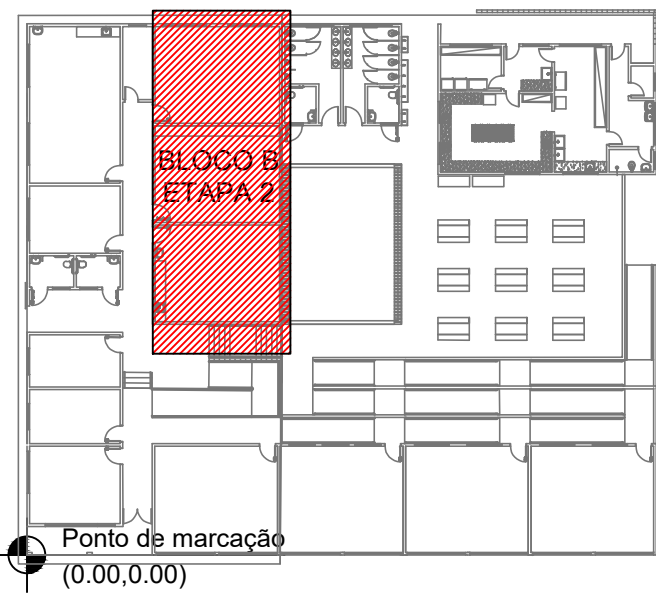 BLOCO B
ETAPA 2
Ponto de marcação
(0.00,0.00)